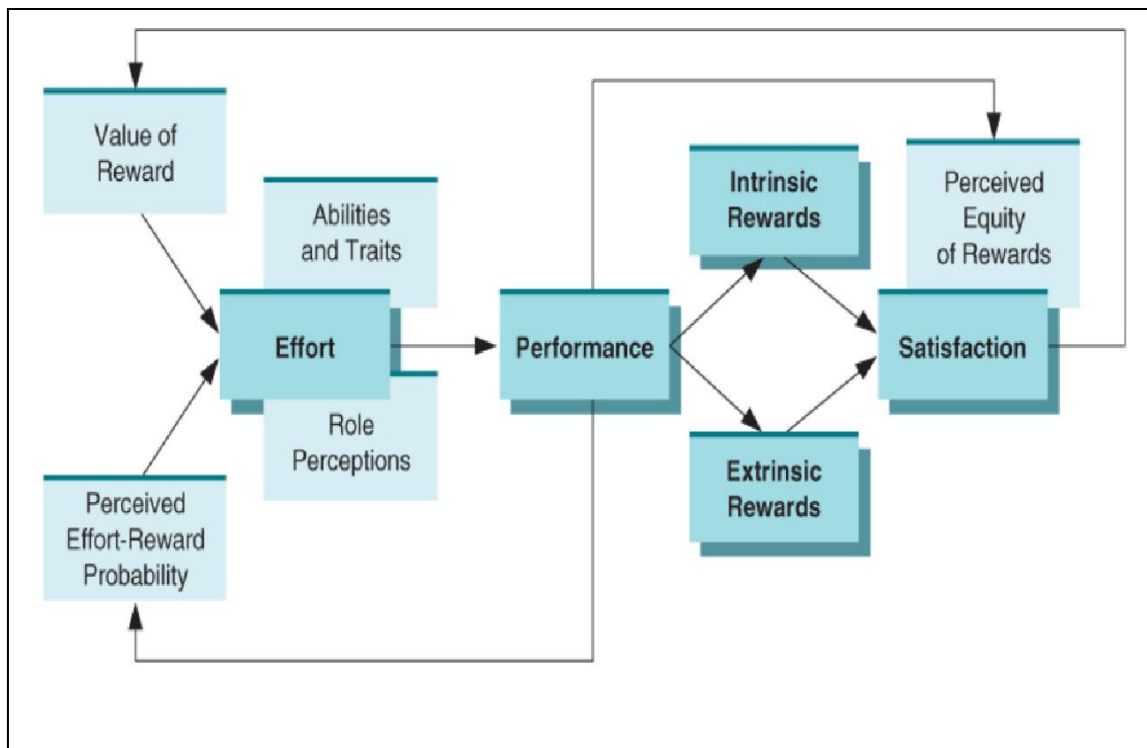 Value of
Reward
Abilities
and Traits
Effort
Role
Perceptions
Perceived
Effort-Reward
Probability
Performance
Intrinsic
Rewards
Extrinsic
Rewards
Perceived
Equity
of Rewards
Satisfaction